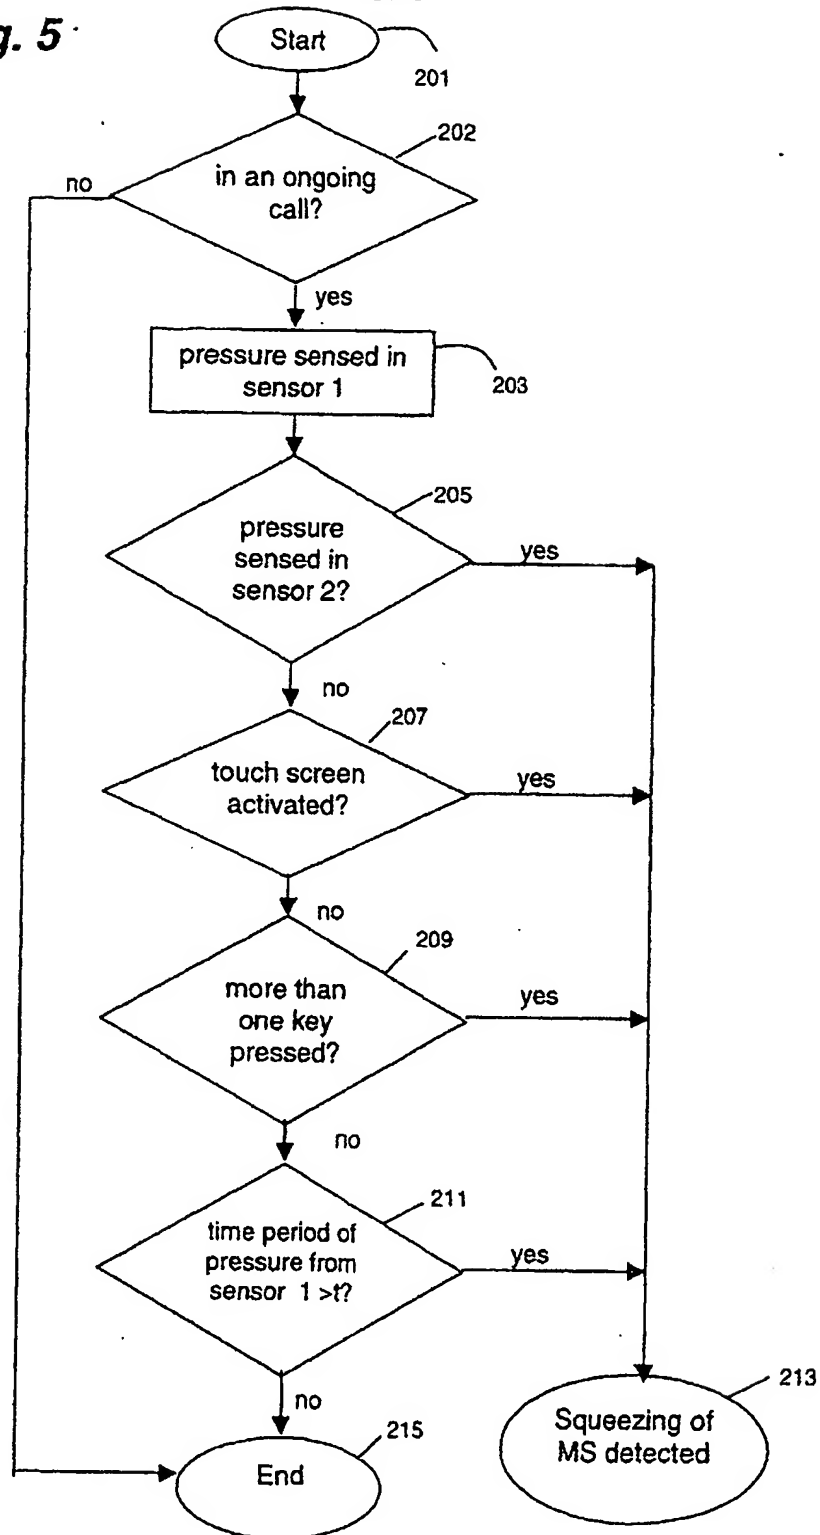 g. 5
Start
201
202
no
in an ongoing
call?
yes
pressure sensed in
sensor 1
203
205
pressure
sensed in
sensor 2?
yes
no
207
touch screen
activated?
yes
no
209
more than
one key
pressed?
yes
no
211
time period of
pressure from
sensor 1 >t?
yes
no
213
Squeezing of
MS detected
215
End